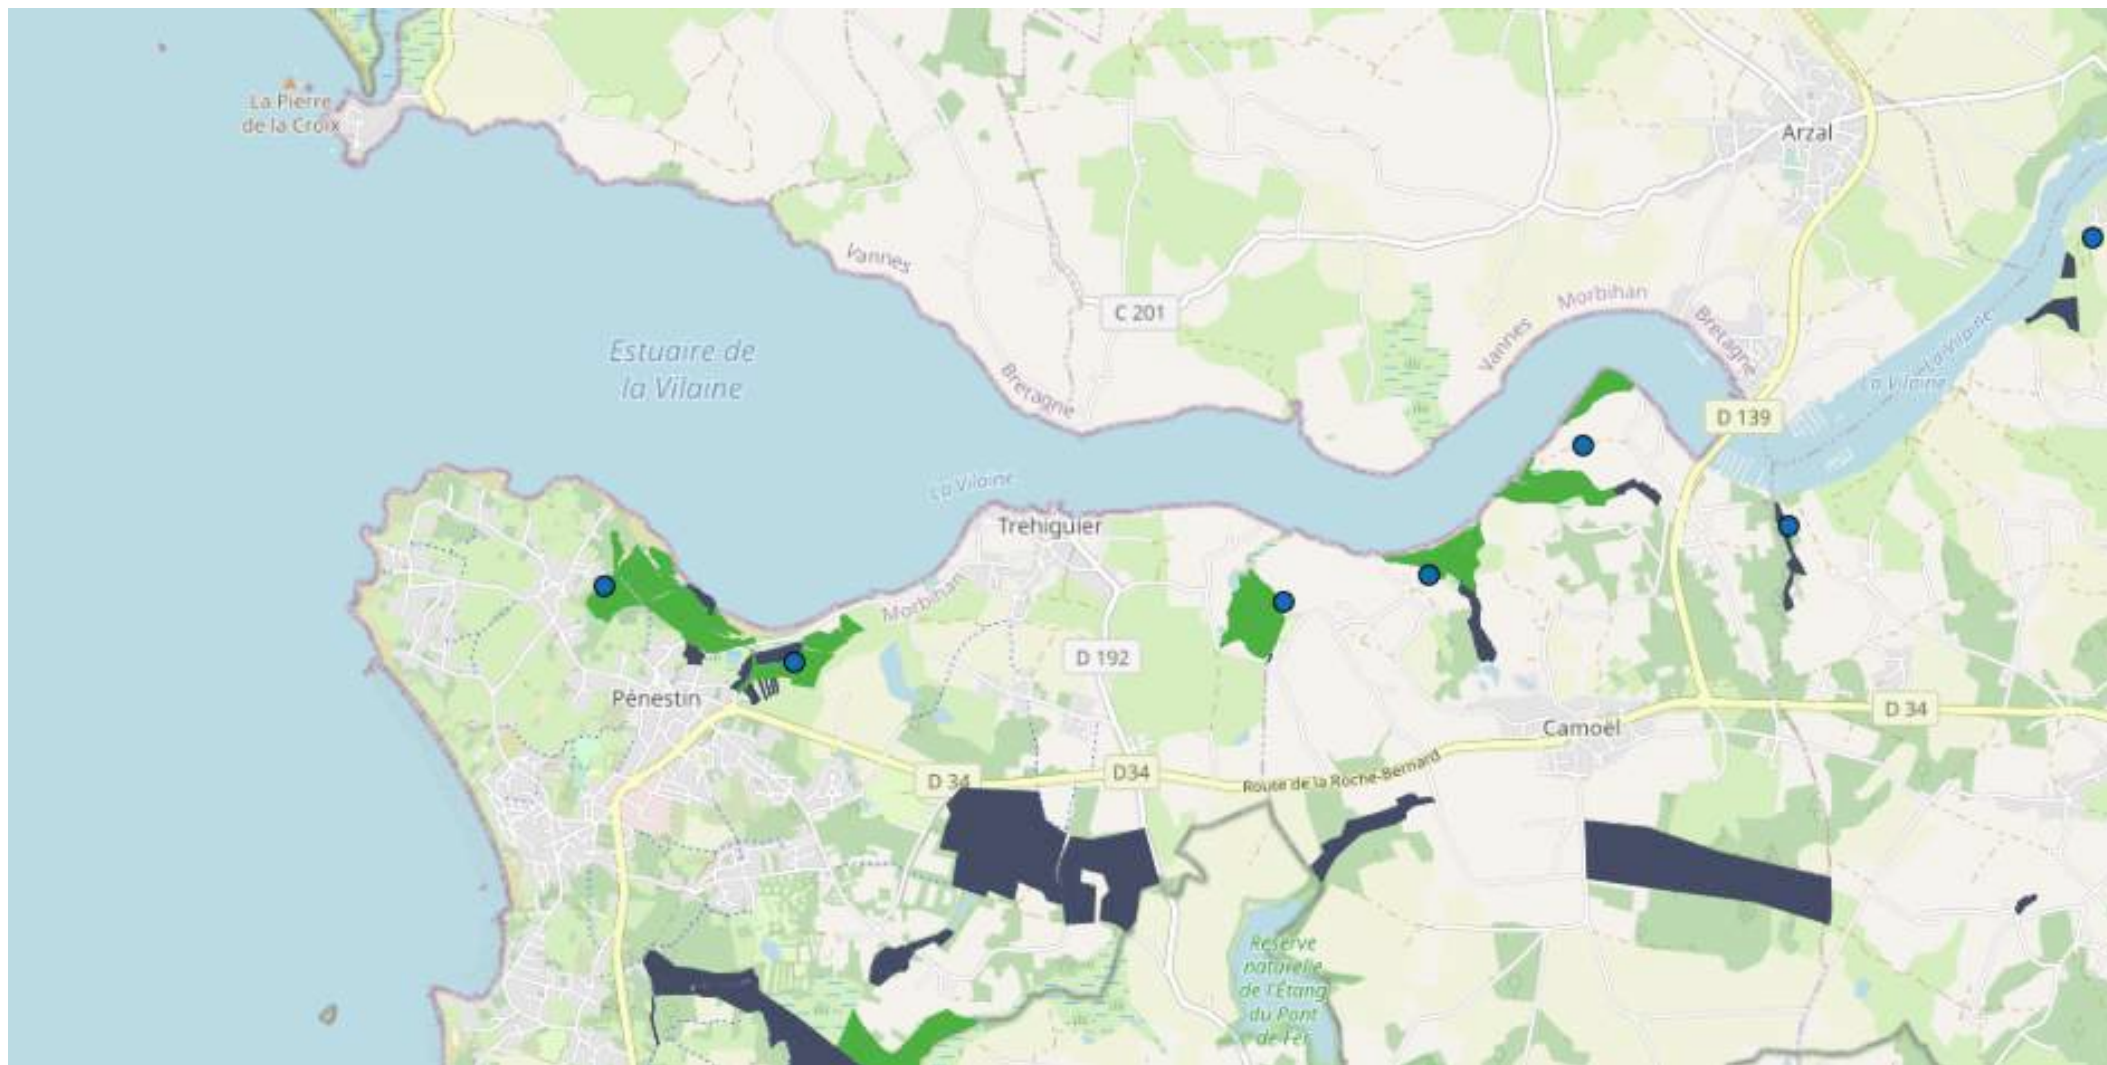 La Pierre
de la Croix
Arzal
Vannes
C 201
Morbihan
Vannes
Bretagne
Estuaire de
la Vilaine
Bretagne
La Vilaine
La Vilaine
D 139
La Vilaine
Trehiguier
Morbihan
D 192
Pénestin
Camoël
D 34
D 34
D34
Route de la Roche-Bernard
Réserve
naturelle
de l'Étang
du Pont
de Fer